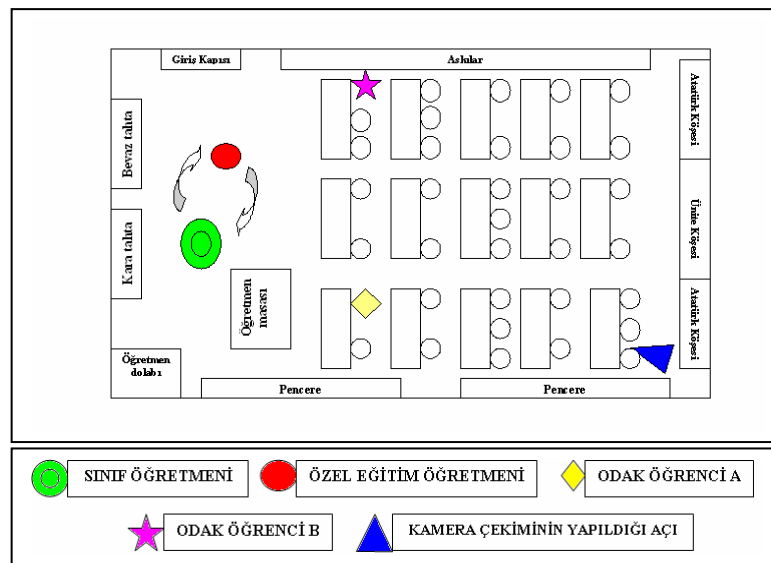 Giriş Kapısı
Askılar
Atatürk Köşesi
Beyaz tahta
Ünite Köşesi
Kara tahta
Öğretmen
masası
Atatürk Köşesi
Öğretmen
dolabı
Pencere
Pencere
SINIF ÖĞRETMENİ
ÖZEL EĞİTİM ÖĞRETMENİ
ODAK ÖĞRENCİ A
ODAK ÖĞRENCİ B
KAMERA ÇEKİMİNİN YAPILDIĞI AÇI